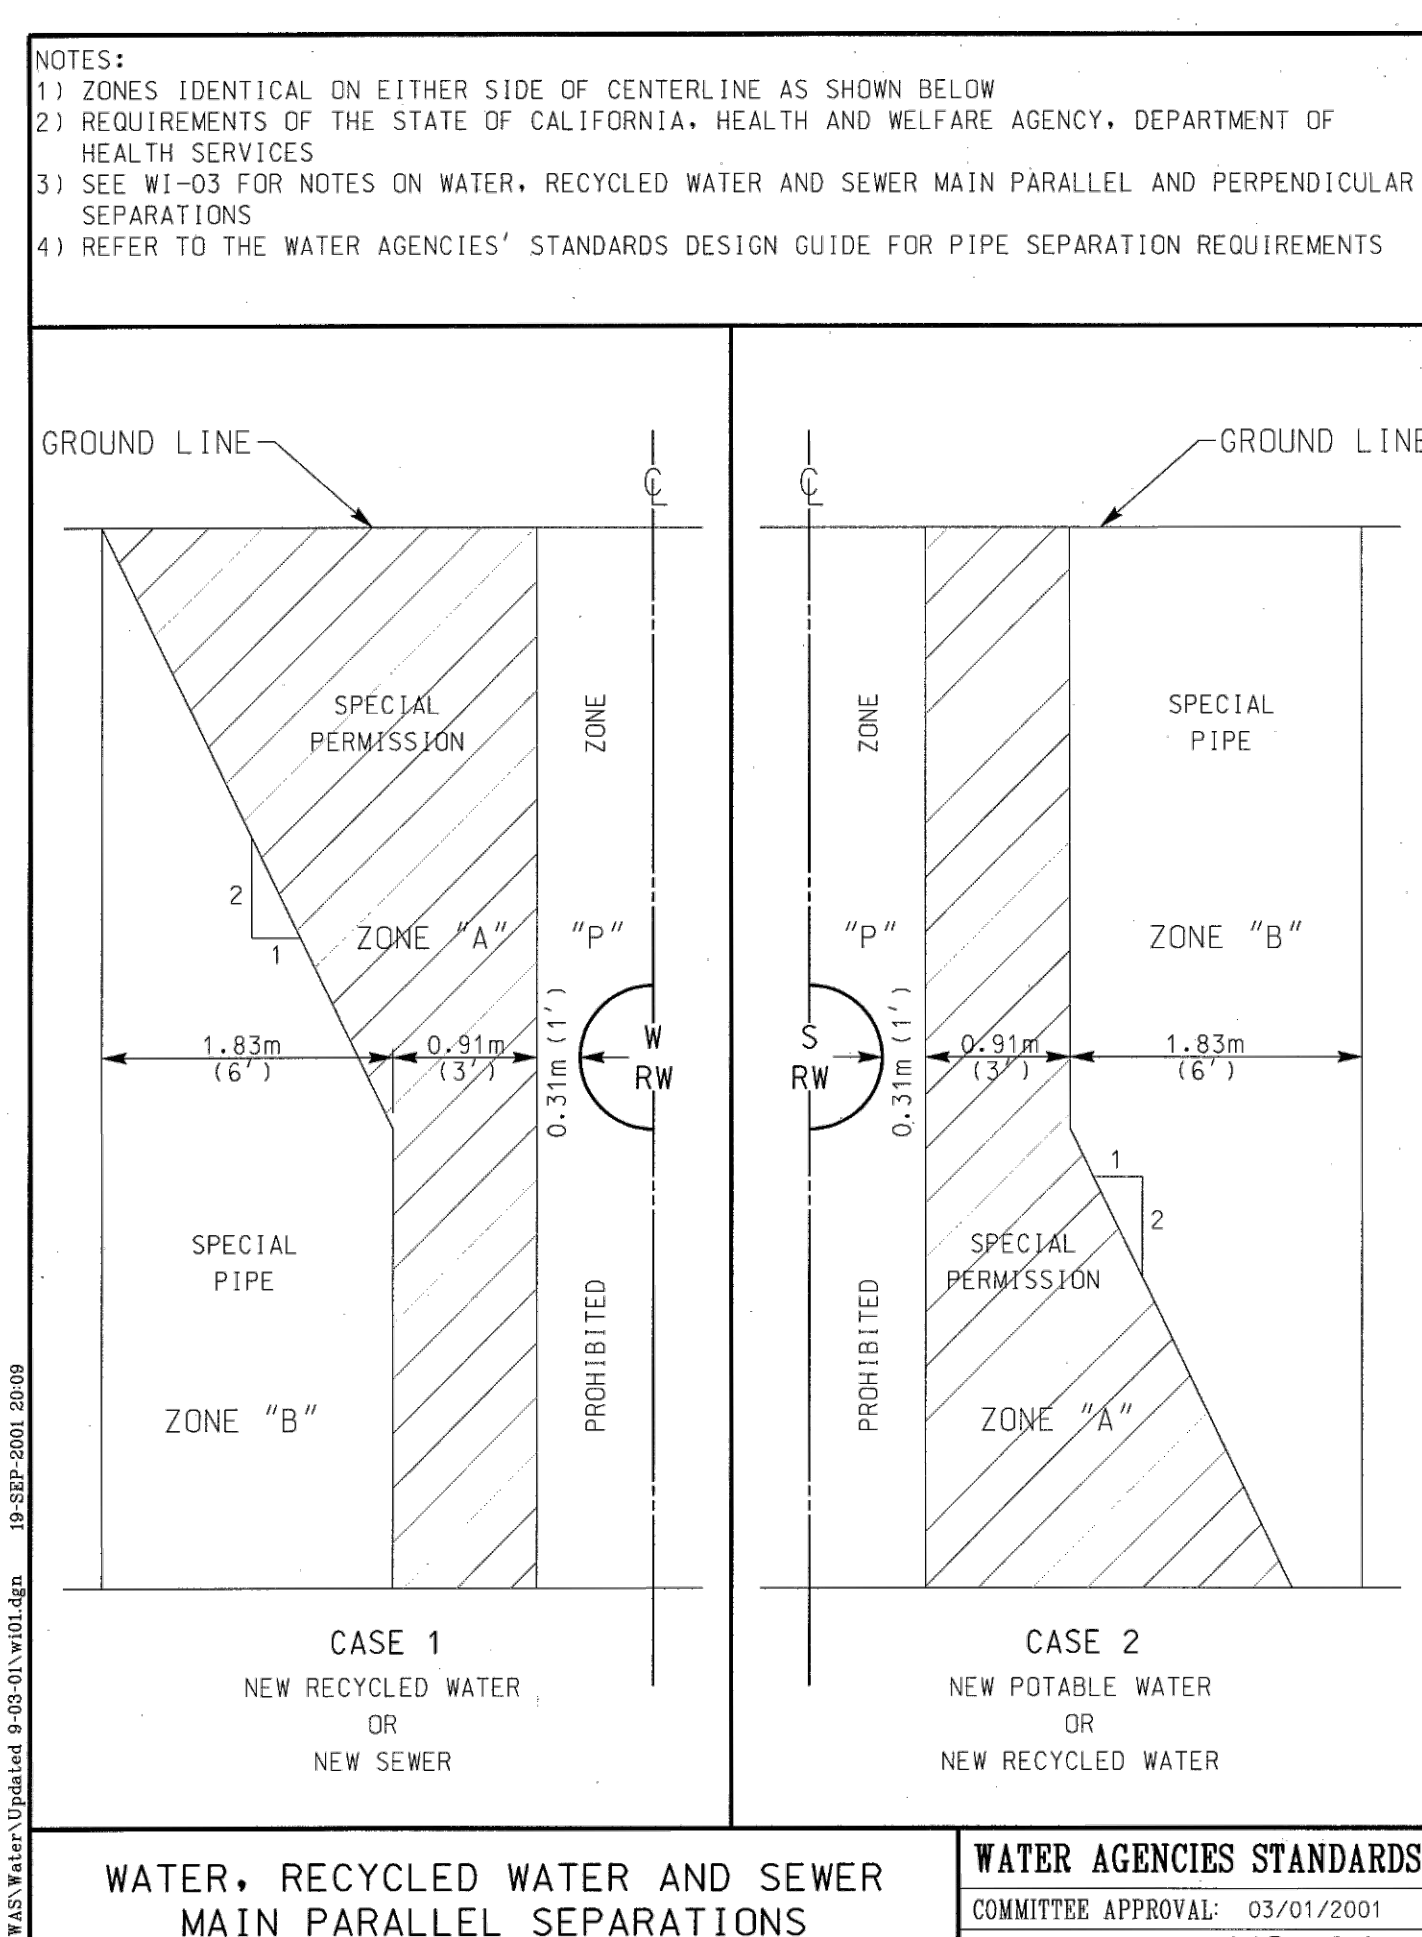 NOTES:
1) ZONES IDENTICAL ON EITHER SIDE OF CENTERLINE AS SHOWN BELOW
2) REQUIREMENTS OF THE STATE OF CALIFORNIA, HEALTH AND WELFARE AGENCY, DEPARTMENT OF
HEALTH SERVICES
3) SEE WI-03 FOR NOTES ON WATER, RECYCLED WATER AND SEWER MAIN PARALLEL AND PERPENDICULAR
SEPARATIONS
4) REFER TO THE WATER AGENCIES' STANDARDS DESIGN GUIDE FOR PIPE SEPARATION REQUIREMENTS
GROUND LINE
℄
SPECIAL
PERMISSION
ZONE
2
1
ZONE "A"
"P"
1.83m
(6')
0.91m
(3')
0.31m (1')
W
RW
SPECIAL
PIPE
ZONE "B"
PROHIBITED
CASE 1
NEW RECYCLED WATER
OR
NEW SEWER
℄
GROUND LINE
ZONE
SPECIAL
PIPE
"P"
ZONE "B"
S
RW
0.31m (1')
0.91m
(3')
1.83m
(6')
1
2
SPECIAL
PERMISSION
PROHIBITED
ZONE "A"
CASE 2
NEW POTABLE WATER
OR
NEW RECYCLED WATER
WAS\Water\Updated 9-03-01\wi01.dgn 19-SEP-2001 20:09
WATER, RECYCLED WATER AND SEWER
MAIN PARALLEL SEPARATIONS
WATER AGENCIES STANDARDS
COMMITTEE APPROVAL: 03/01/2001